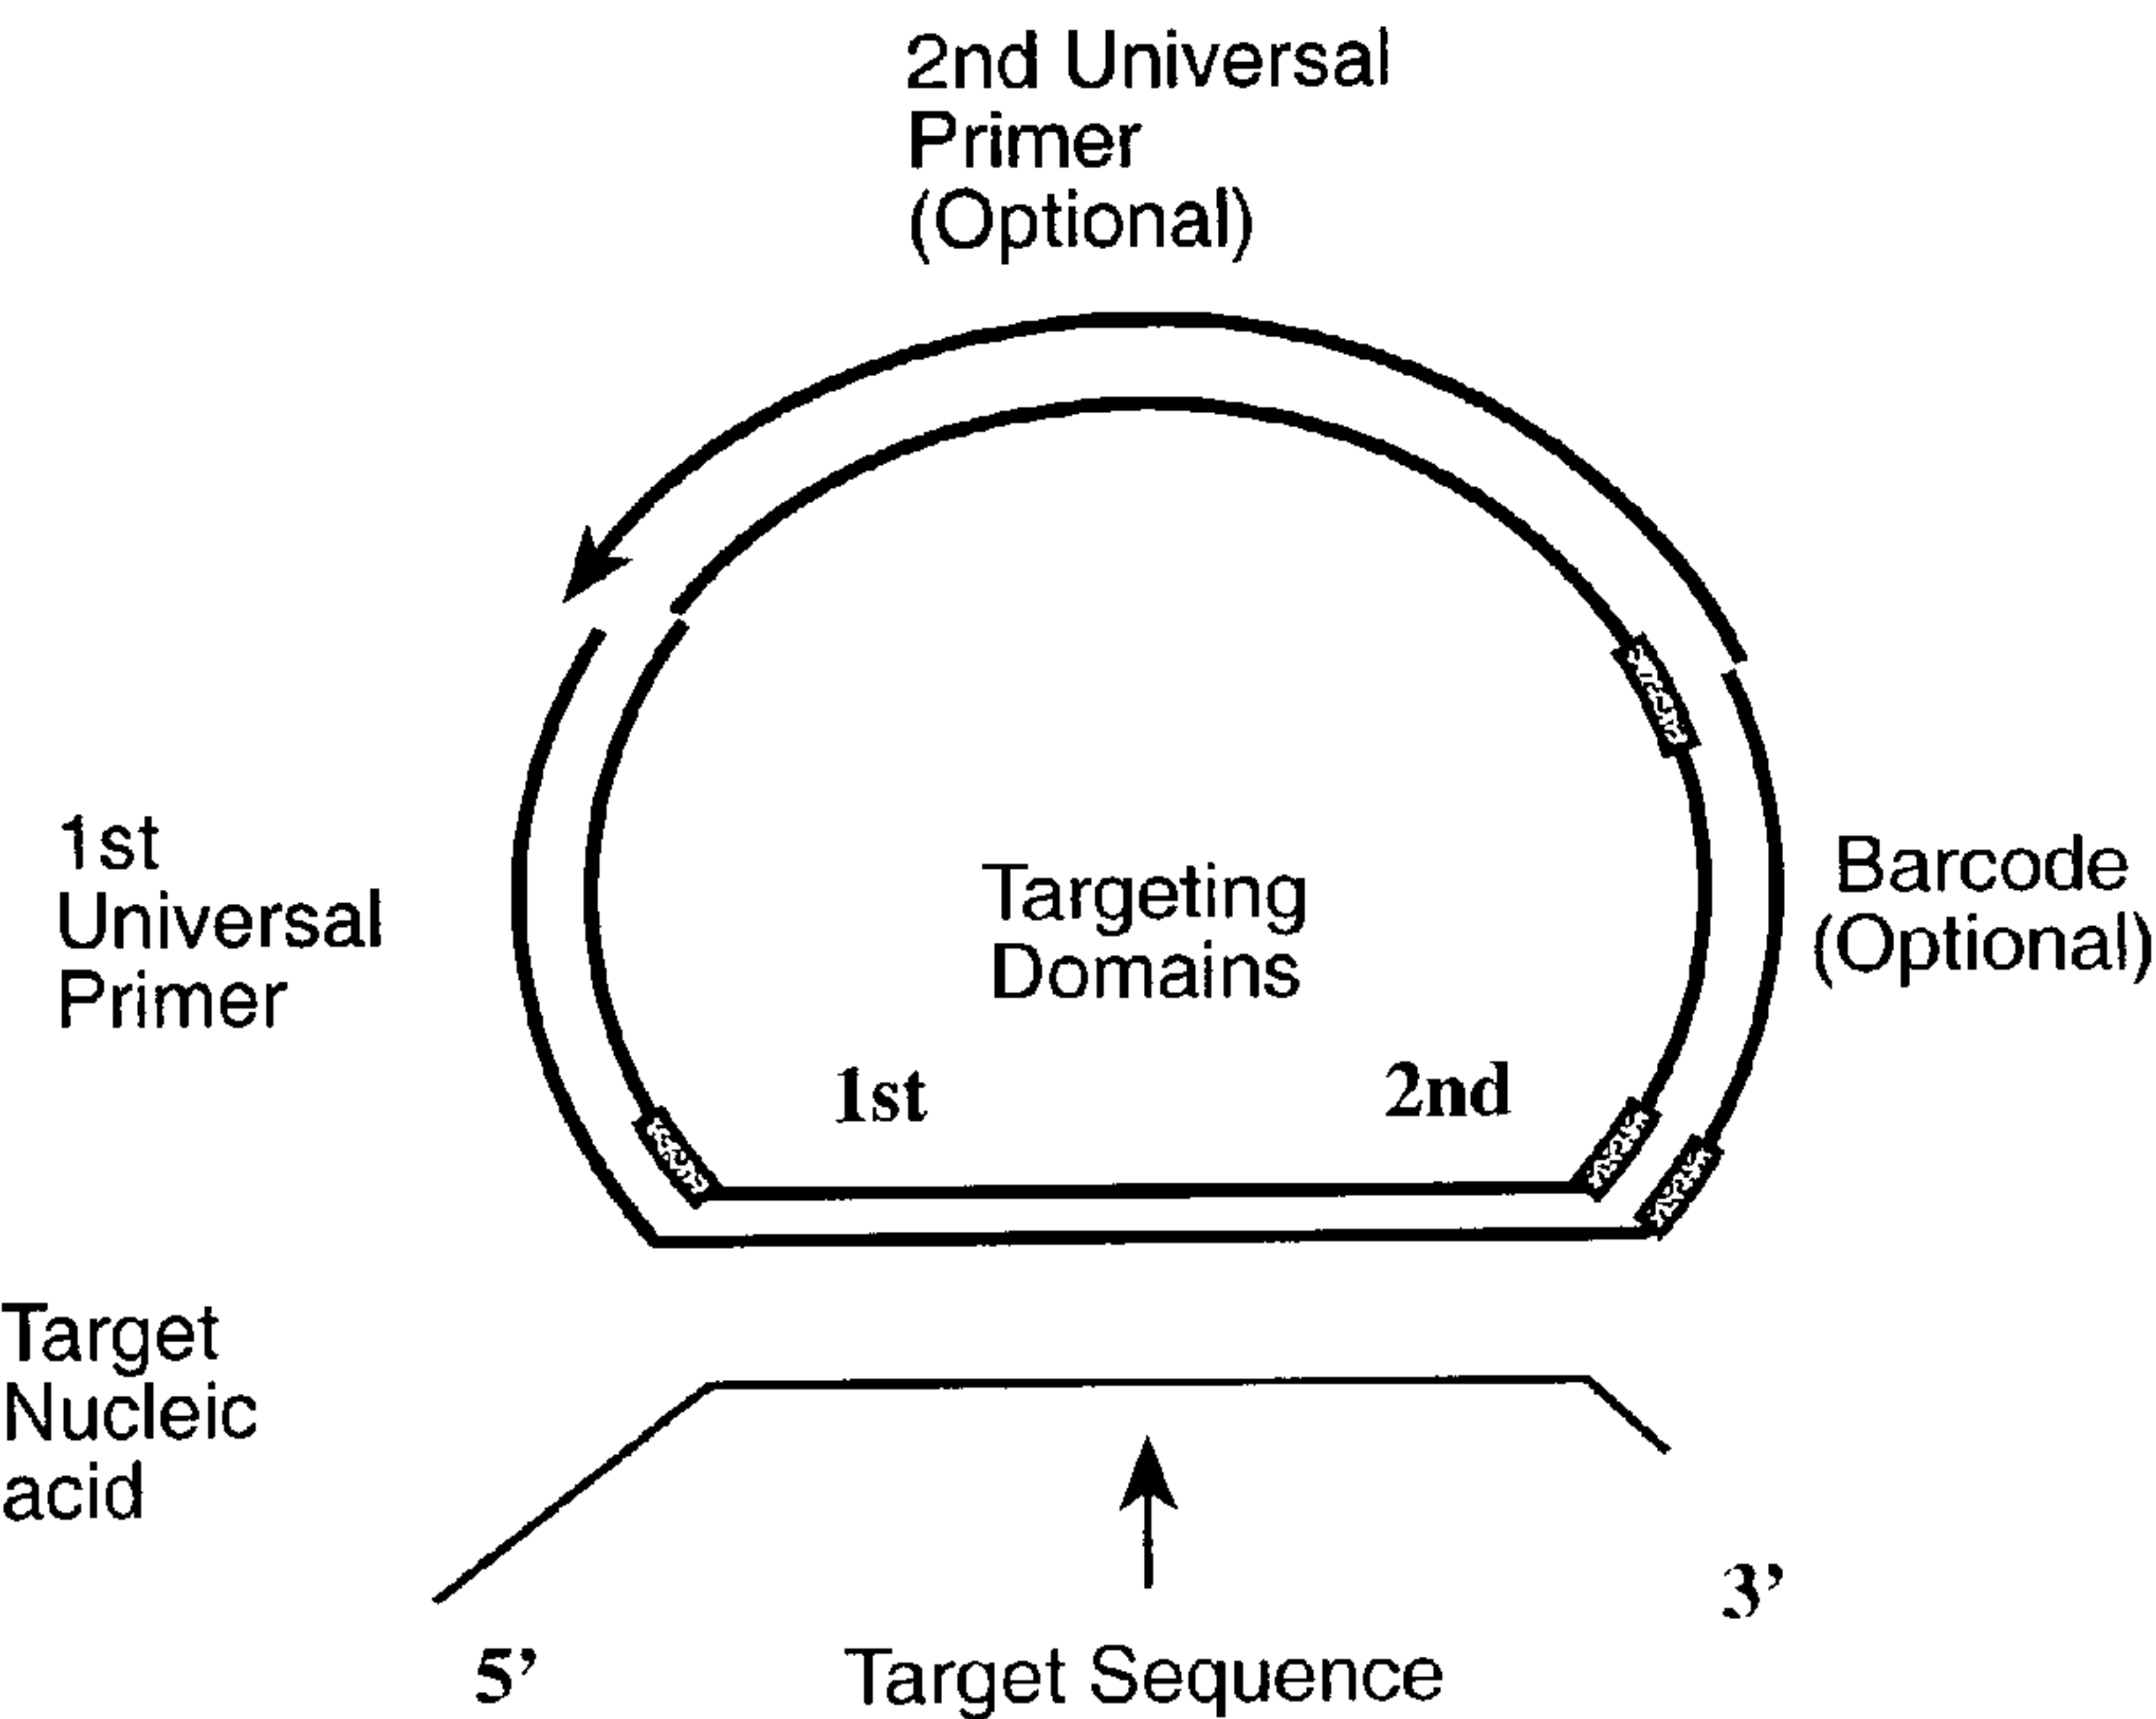 2nd Universal
Primer
(Optional)
1st
Universal
Primer
Targeting
Domains
Barcode
(Optional)
1st
2nd
Target
Nucleic
acid
5’
Target Sequence
3’